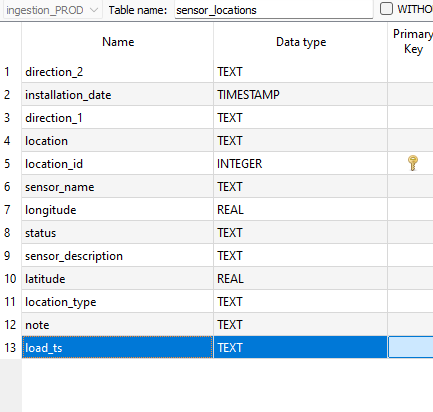 ingestion_PROD Table name: sensor_locations WITHO
Name Data type Primary Key
1 direction_2 TEXT
2 installation_date TIMESTAMP
3 direction_1 TEXT
4 location TEXT
5 location_id INTEGER
6 sensor_name TEXT
7 longitude REAL
8 status TEXT
9 sensor_description TEXT
10 latitude REAL
11 location_type TEXT
12 note TEXT
13 load_ts TEXT